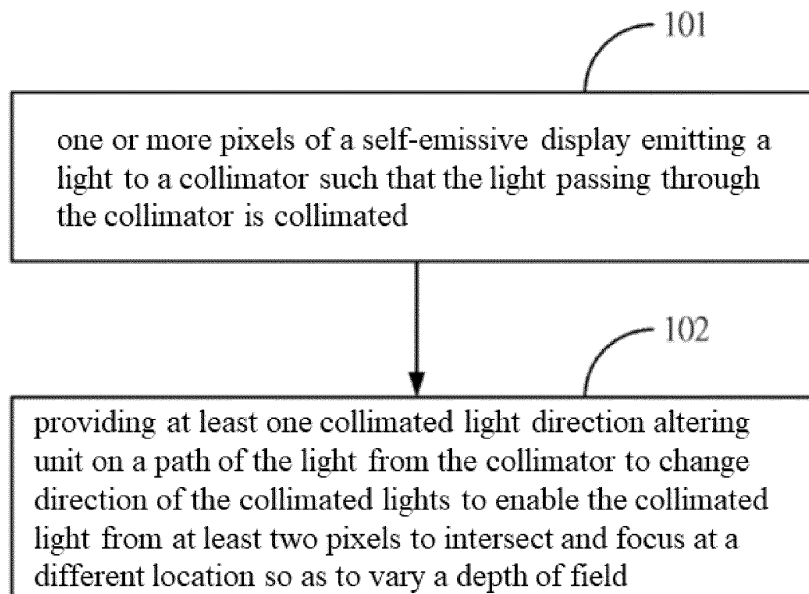 101
one or more pixels of a self-emissive display emitting a
light to a collimator such that the light passing through
the collimator is collimated
102
providing at least one collimated light direction altering
unit on a path of the light from the collimator to change
direction of the collimated lights to enable the collimated
light from at least two pixels to intersect and focus at a
different location so as to vary a depth of field